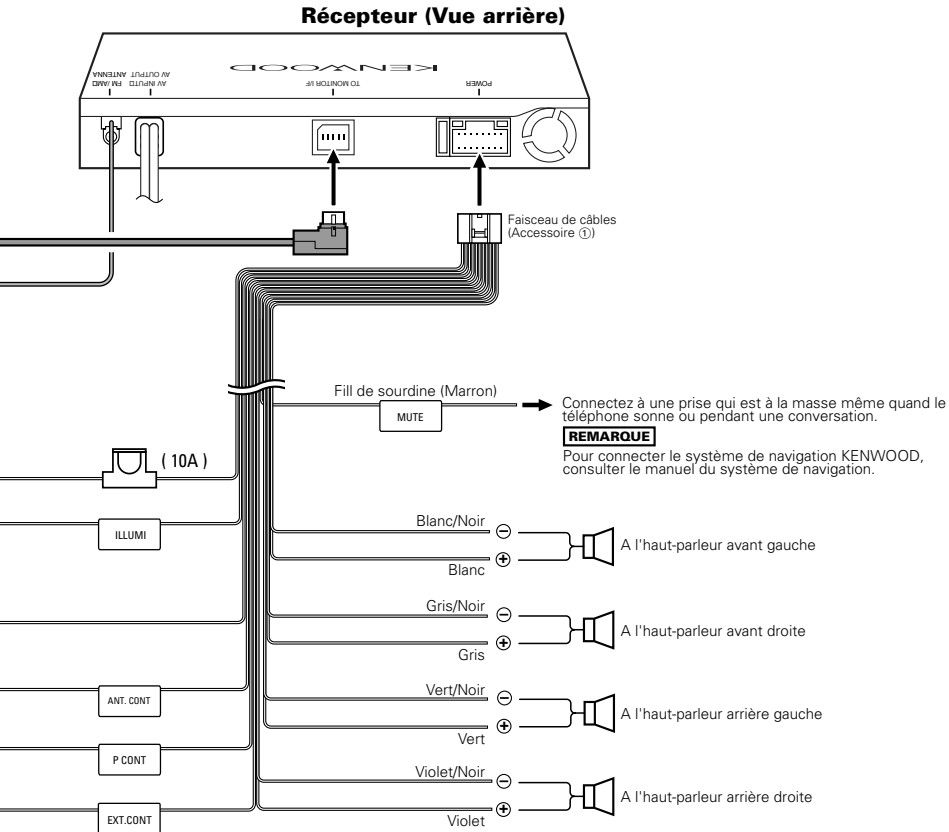 Récepteur (Vue arrière)
KENWOOD
FM / AMD
ANTENNA
AV INPUTD
AV OUTPUT
TO MONITOR I/F
POWER
Faisceau de câbles
(Accessoire ①)
Fill de sourdine (Marron)
MUTE
Connectez à une prise qui est à la masse même quand le
téléphone sonne ou pendant une conversation.
REMARQUE
Pour connecter le système de navigation KENWOOD,
consulter le manuel du système de navigation.
( 10A )
ILLUMI
Blanc/Noir
⊖
⊕
Blanc
A l'haut-parleur avant gauche
Gris/Noir
⊖
⊕
Gris
A l'haut-parleur avant droite
ANT. CONT
Vert/Noir
⊖
⊕
Vert
A l'haut-parleur arrière gauche
P CONT
Violet/Noir
⊖
⊕
Violet
A l'haut-parleur arrière droite
EXT.CONT